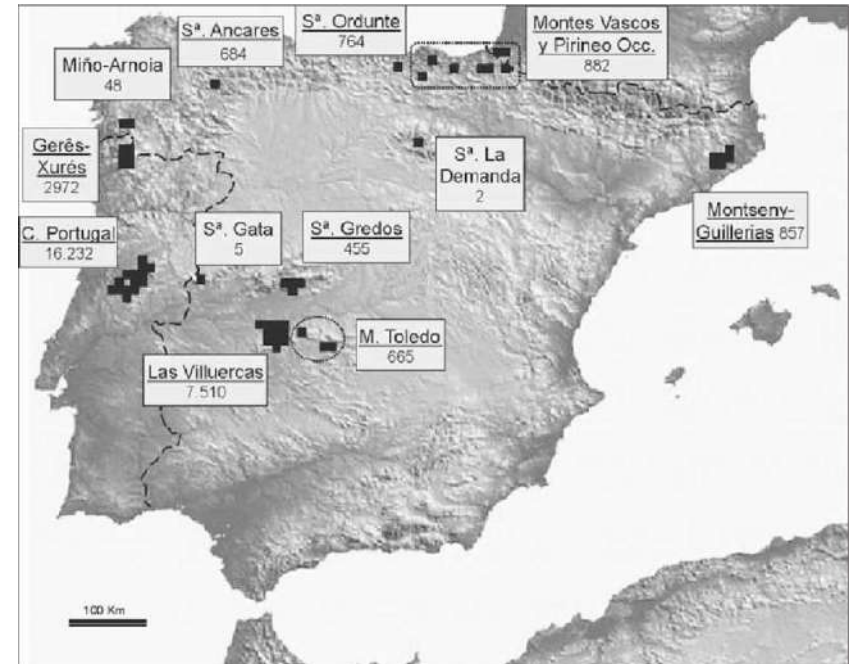 Sª. Ancares
684
Sª. Ordunte
764
Montes Vascos
y Pirineo Occ.
882
Miño-Arnoia
48
Gerês-
Xurés
2972
Sª. La
Demanda
2
Montseny-
Guillerias 857
C. Portugal
16.232
Sª. Gata
5
Sª. Gredos
455
M. Toledo
665
Las Villuercas
7.510
100 Km